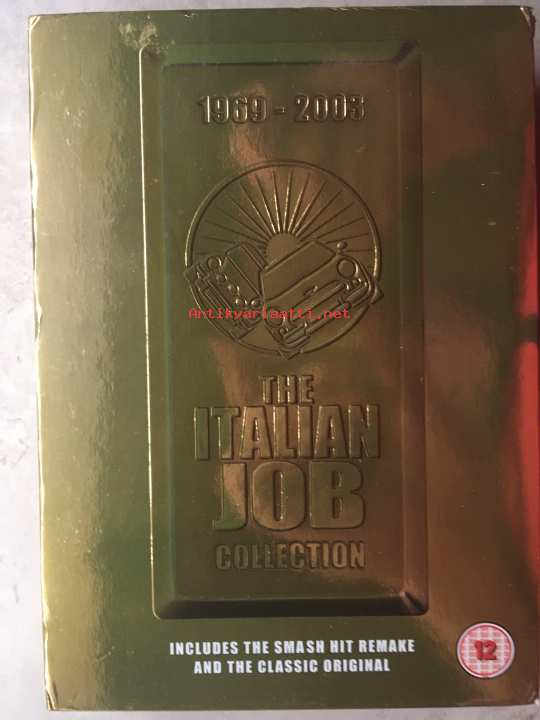 1969 - 2003
Antikvariaatti.net
THE
ITALIAN
JOB
COLLECTION
INCLUDES THE SMASH HIT REMAKE
AND THE CLASSIC ORIGINAL
12